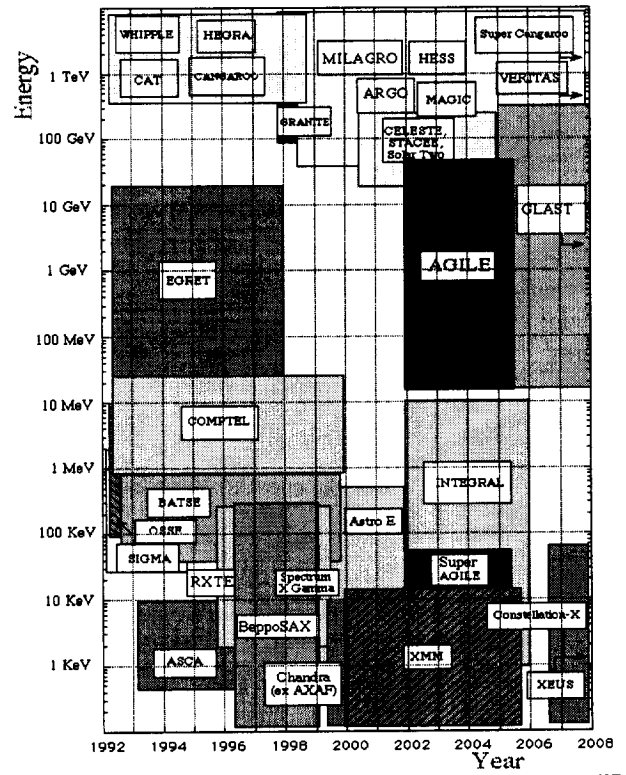 Energy
1 TeV
100 GeV
10 GeV
1 GeV
100 MeV
10 MeV
1 MeV
100 KeV
10 KeV
1 KeV
WHIPPLE
HEGRA
CAT
CANGAROO
MILAGRO
HESS
Super Cangaroo
VERITAS
ARGO
MAGIC
GRANITE
CELESTE,
STACEE,
Solar Two
GLAST
AGILE
EGRET
COMPTEL
INTEGRAL
BATSE
OSSE
SIGMA
Astro E
RXTE
Spectrum
X Gamma
Super
AGILE
BeppoSAX
Constellation-X
ASCA
Chandra
(ex AXAF)
XMM
XEUS
1992 1994 1996 1998 2000 2002 2004 2006 2008
Year